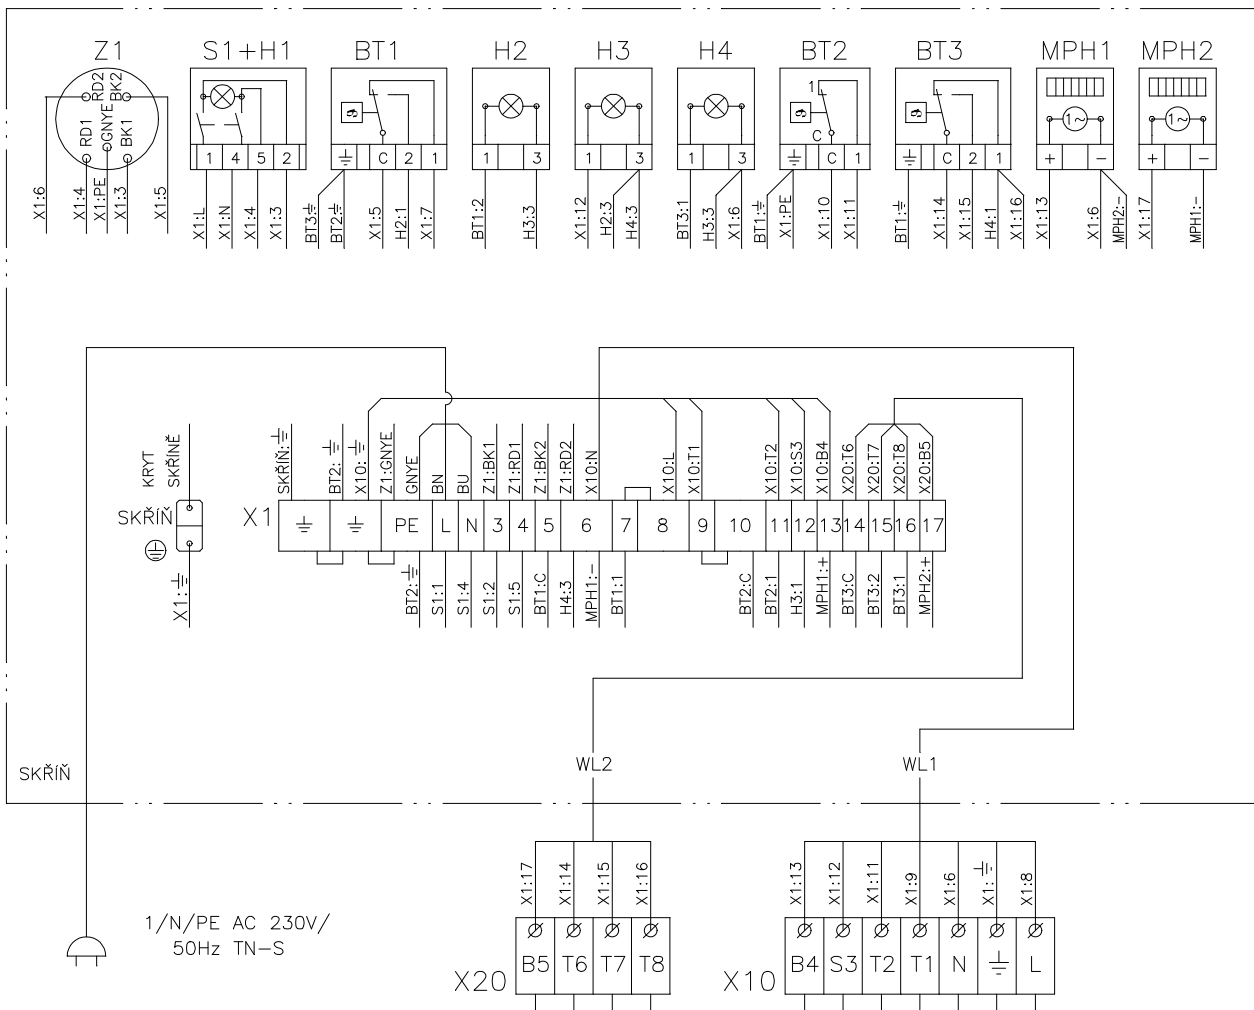 Z1 S1+H1 BT1 H2 H3 H4 BT2 BT3 MPH1 MPH2
RD2
BK2
RD1
GNYE
BK1
1 4 5 2
C 2 1
1 3
1 3
1 3
1
C
C 1
C 2 1
1~
+ −
1~
+ −
X1:6
X1:4
X1:PE
X1:3
X1:5
X1:L
X1:N
X1:4
X1:3
BT3:⏚
BT2:⏚
X1:5
H2:1
X1:7
BT1:2
H3:3
X1:12
H2:3
H4:3
BT3:1
H3:3
X1:6
BT1:⏚
X1:PE
X1:10
X1:11
BT1:⏚
X1:14
X1:15
H4:1
X1:16
X1:13
X1:6
MPH2:-
X1:17
MPH1:-
KRYT
SKŘÍNĚ
SKŘÍŇ
X1:⏚
SKŘÍŇ:⏚
BT2:⏚
X10:⏚
Z1:GNYE
GNYE
BN
BU
Z1:BK1
Z1:RD1
Z1:BK2
Z1:RD2
X10:N
X10:L
X10:T1
X10:T2
X10:S3
X10:B4
X20:T6
X20:T7
X20:T8
X20:B5
X1 ⏚ ⏚ PE L N 3 4 5 6 7 8 9 10 11 12 13 14 15 16 17
BT2:⏚
S1:1
S1:4
S1:2
S1:5
BT1:C
H4:3
MPH1:-
BT1:1
BT2:C
BT2:1
H3:1
MPH1:+
BT3:C
BT3:2
BT3:1
MPH2:+
SKŘÍŇ
WL2 WL1
X1:17
X1:14
X1:15
X1:16
X1:13
X1:12
X1:11
X1:9
X1:6
X1:⏚
X1:8
1/N/PE AC 230V/
50Hz TN-S
X20 B5 T6 T7 T8
X10 B4 S3 T2 T1 N ⏚ L